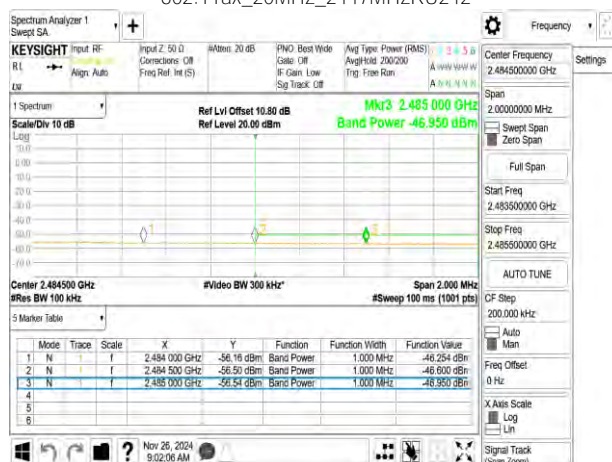 Spectrum Analyzer 1
Swept SA
Frequency
KEYSIGHT
Input: RF
Align: Auto
Input Z: 50 Ω
Corrections: Off
Freq Ref: Int (S)
#Atten: 20 dB
PNO: Best Wide
Gate: Off
IF Gain: Low
Sig Track: Off
Avg Type: Power (RMS)
Avg|Hold: 200/200
Trig: Free Run
Center Frequency
2.484500000 GHz
Settings
Span
2.00000000 MHz
Swept Span
Zero Span
Full Span
Start Freq
2.483500000 GHz
Stop Freq
2.485500000 GHz
AUTO TUNE
CF Step
200.000 kHz
Auto
Man
Freq Offset
0 Hz
X Axis Scale
Log
Lin
Signal Track
(Span Zoom)
1 Spectrum
Scale/Div 10 dB
Log
Ref Lvl Offset 10.80 dB
Ref Level 20.00 dBm
Mkr3 2.485 000 GHz
Band Power -46.950 dBm
Center 2.484500 GHz
#Res BW 100 kHz
#Video BW 300 kHz*
Span 2.000 MHz
#Sweep 100 ms (1001 pts)
5 Marker Table
Mode Trace Scale X Y Function Function Width Function Value
1 N 1 f 2.484 000 GHz -56.16 dBm Band Power 1.000 MHz -46.254 dBm
2 N 1 f 2.484 500 GHz -56.50 dBm Band Power 1.000 MHz -46.600 dBm
3 N 1 f 2.485 000 GHz -56.54 dBm Band Power 1.000 MHz -46.950 dBm
4
5
6
Nov 26, 2024
9:02:06 AM